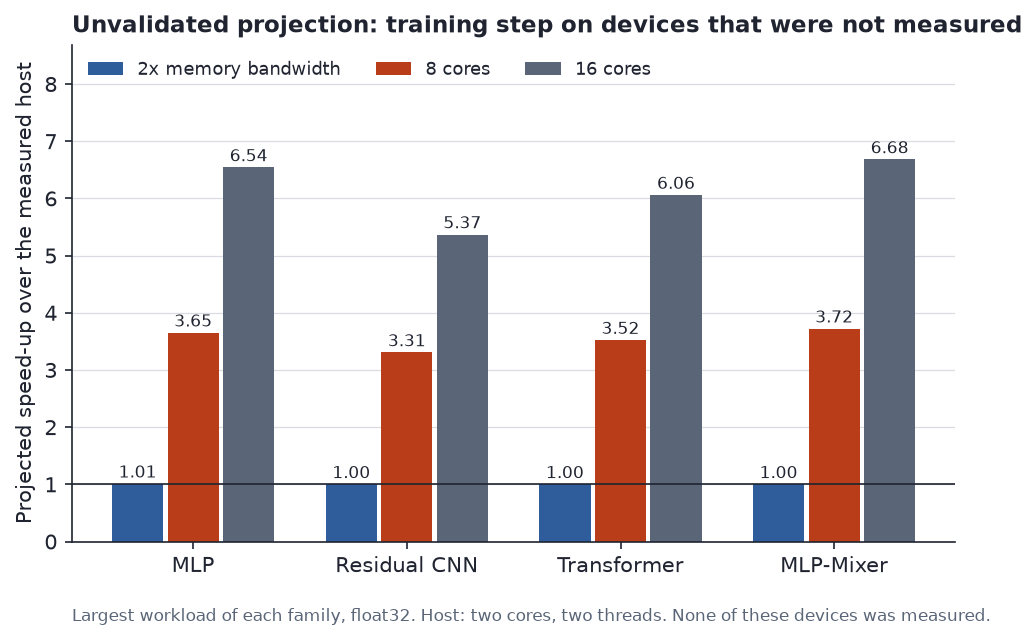 Unvalidated projection: training step on devices that were not measured
2x memory bandwidth
8 cores
16 cores
Projected speed-up over the measured host
8
7
6
5
4
3
2
1
0
1.01
3.65
6.54
1.00
3.31
5.37
1.00
3.52
6.06
1.00
3.72
6.68
MLP
Residual CNN
Transformer
MLP-Mixer
Largest workload of each family, float32. Host: two cores, two threads. None of these devices was measured.